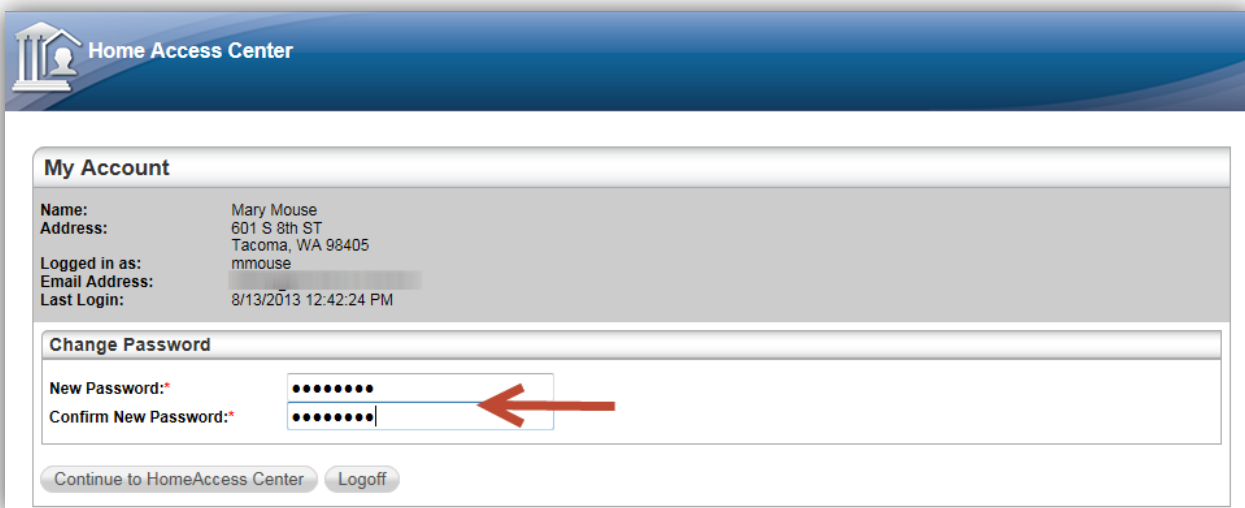 Home Access Center
My Account
Name: Mary Mouse
Address: 601 S 8th ST
Tacoma, WA 98405
Logged in as: mmouse
Email Address:
Last Login: 8/13/2013 12:42:24 PM
Change Password
New Password:* ●●●●●●●●
Confirm New Password:* ●●●●●●●●
Continue to HomeAccess Center Logoff